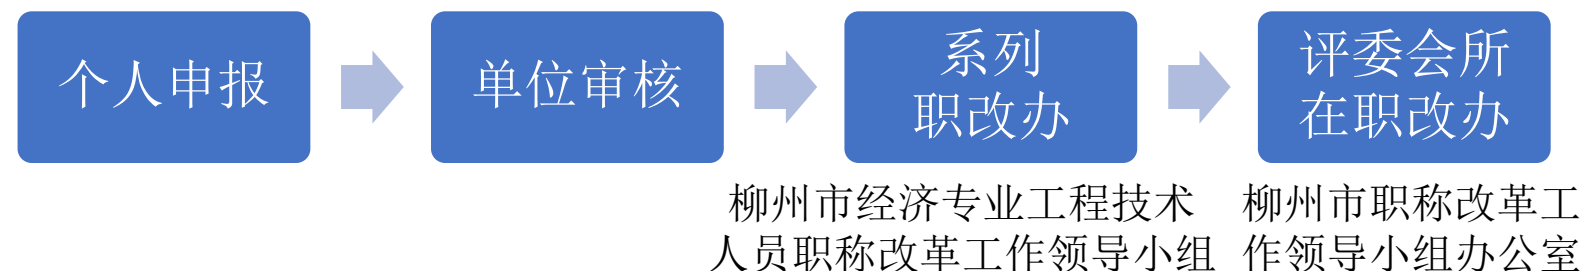 个人申报
单位审核
系列
职改办
评委会所
在职改办
柳州市经济专业工程技术
人员职称改革工作领导小组
柳州市职称改革工
作领导小组办公室